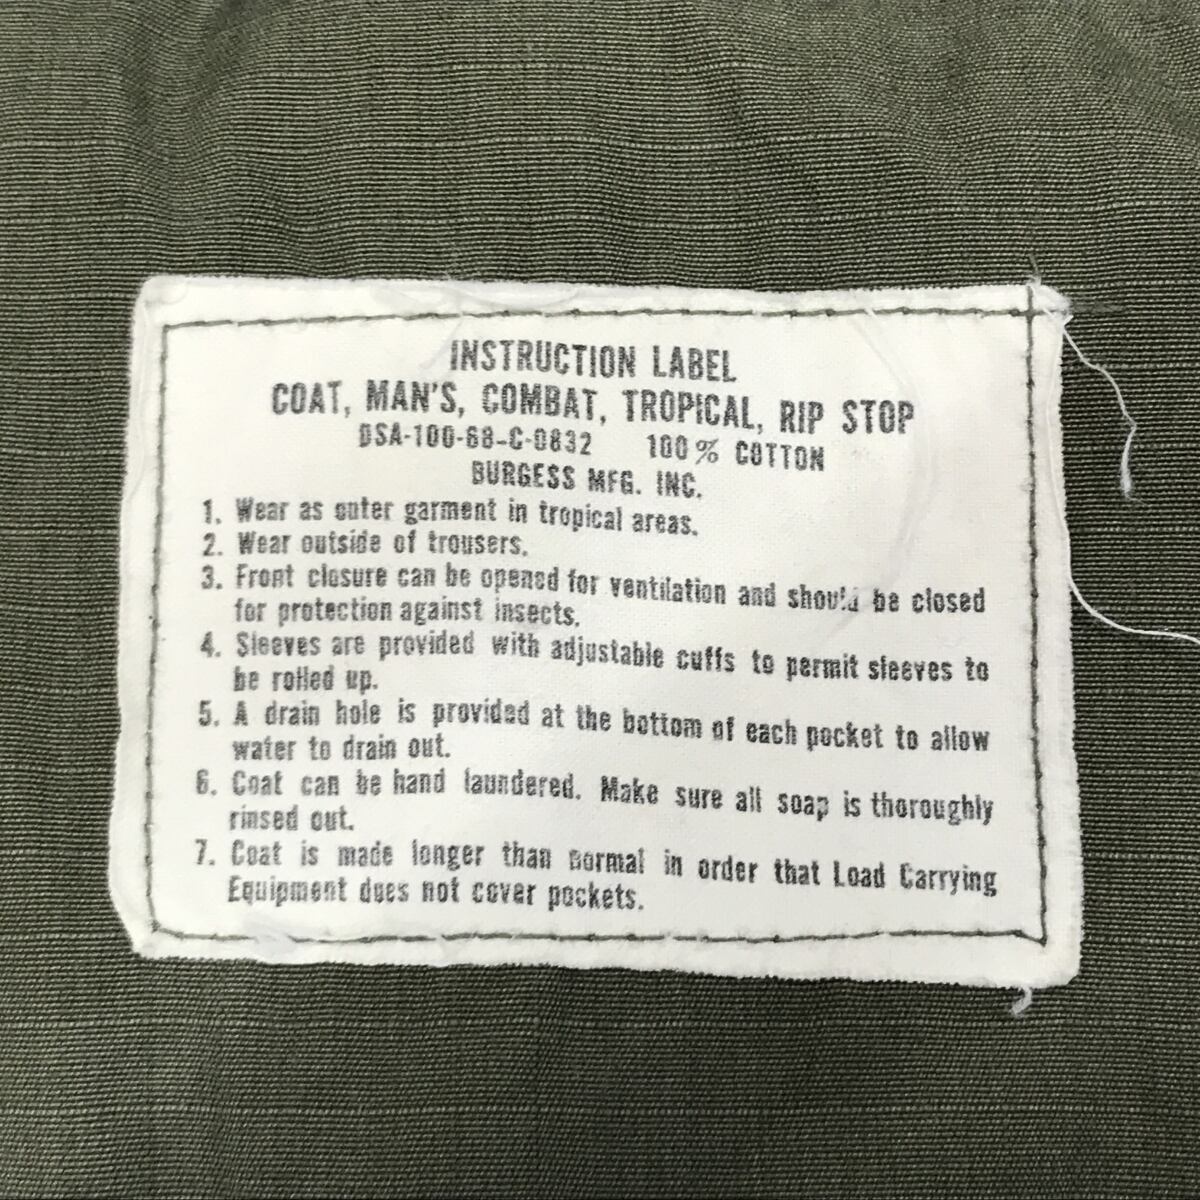 INSTRUCTION LABEL
COAT, MAN'S, COMBAT, TROPICAL, RIP STOP
DSA-100-68-C-0832 100% COTTON
BURGESS MFG. INC.
1. Wear as outer garment in tropical areas.
2. Wear outside of trousers.
3. Front closure can be opened for ventilation and should be closed
for protection against insects.
4. Sleeves are provided with adjustable cuffs to permit sleeves to
be rolled up.
5. A drain hole is provided at the bottom of each pocket to allow
water to drain out.
6. Coat can be hand laundered. Make sure all soap is thoroughly
rinsed out.
7. Coat is made longer than normal in order that Load Carrying
Equipment does not cover pockets.